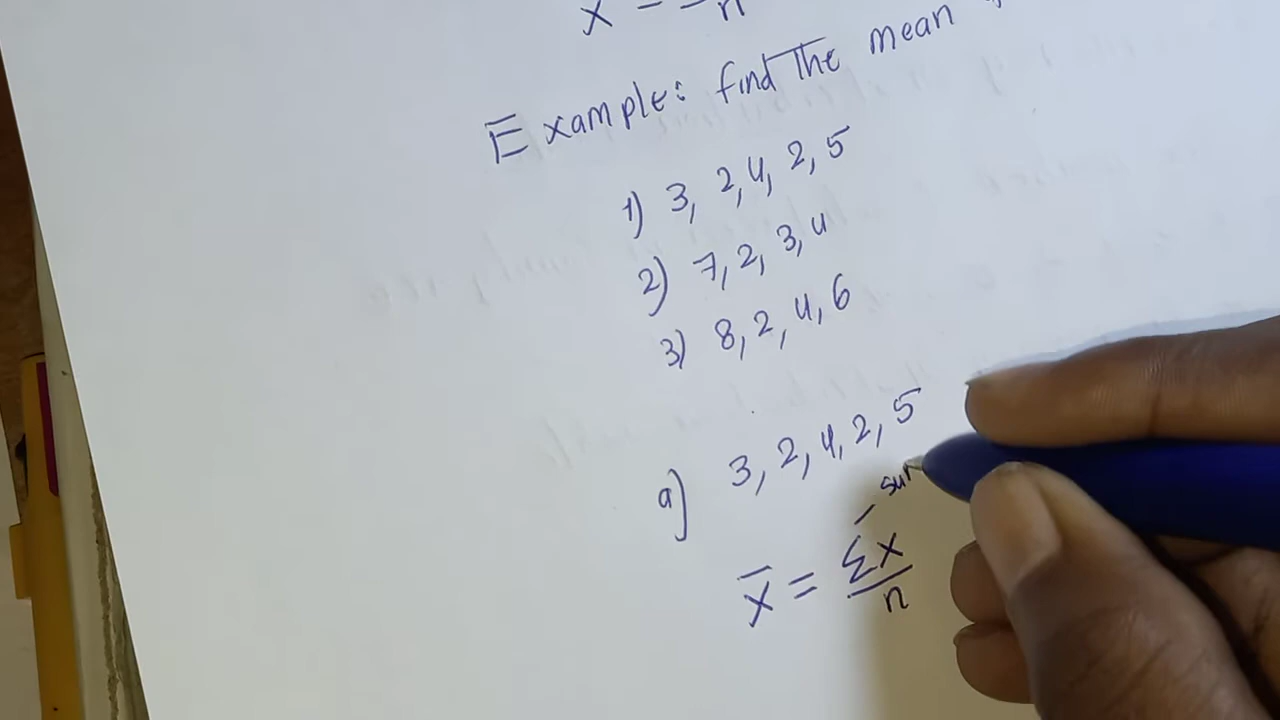 x̄ = n
Example: find The mean
1) 3, 2, 4, 2, 5
2) 7, 2, 3, 4
3) 8, 2, 4, 6
a) 3, 2, 4, 2, 5
x̄ = Σx/n